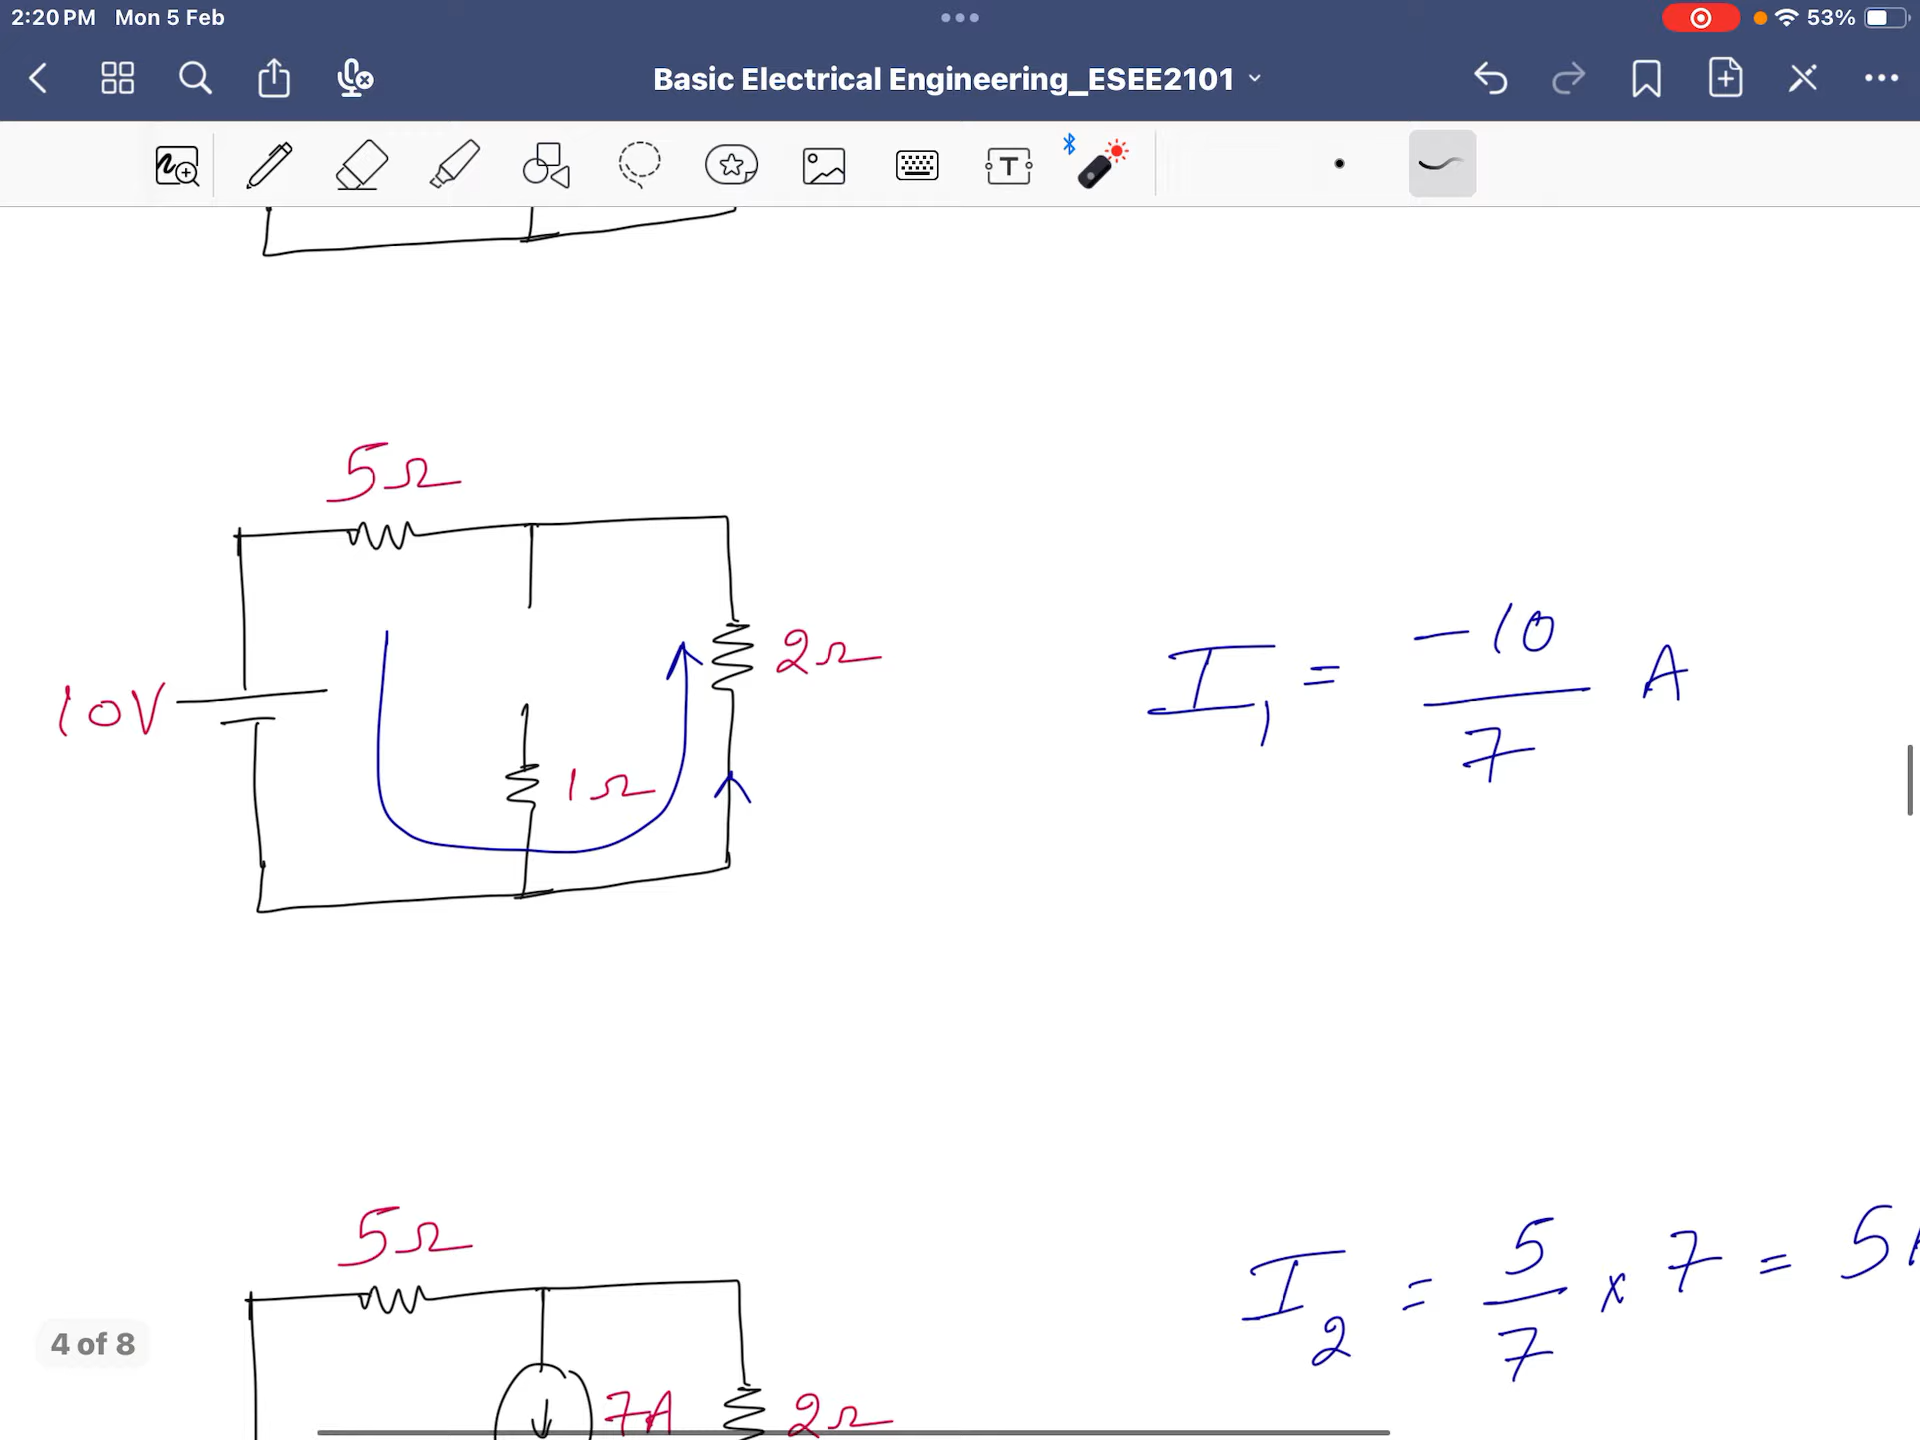 2:20 PM Mon 5 Feb
53%
Basic Electrical Engineering_ESEE2101
T
5Ω
10V
2Ω
1Ω
I₁ = -10/7 A
5Ω
7A
2Ω
I₂ = 5/7 x 7 = 5A
4 of 8